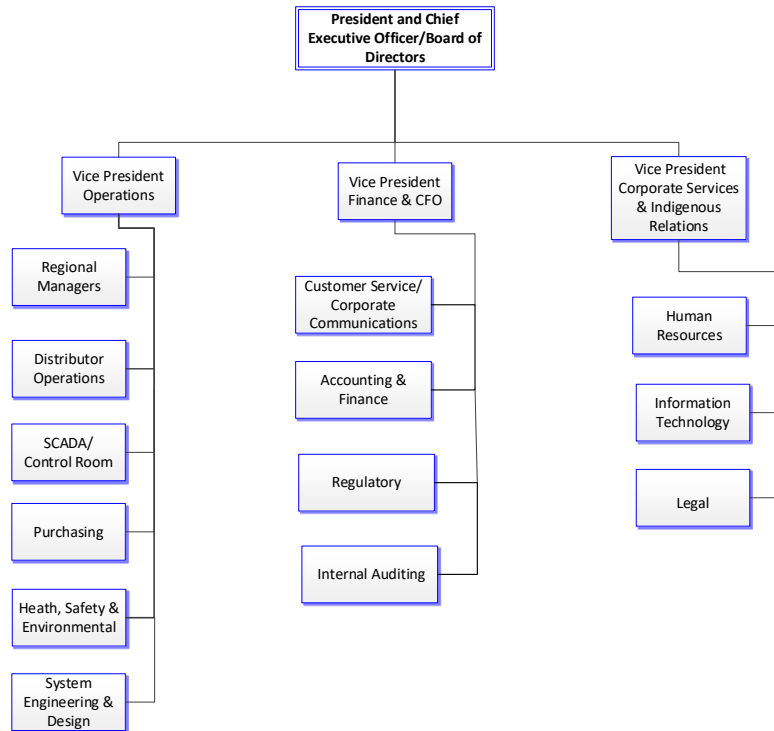 President and Chief
Executive Officer/Board of
Directors
Vice President
Operations
Vice President
Finance & CFO
Vice President
Corporate Services
& Indigenous
Relations
Regional
Managers
Distributor
Operations
SCADA/
Control Room
Purchasing
Heath, Safety &
Environmental
System
Engineering &
Design
Customer Service/
Corporate
Communications
Accounting &
Finance
Regulatory
Internal Auditing
Human
Resources
Information
Technology
Legal